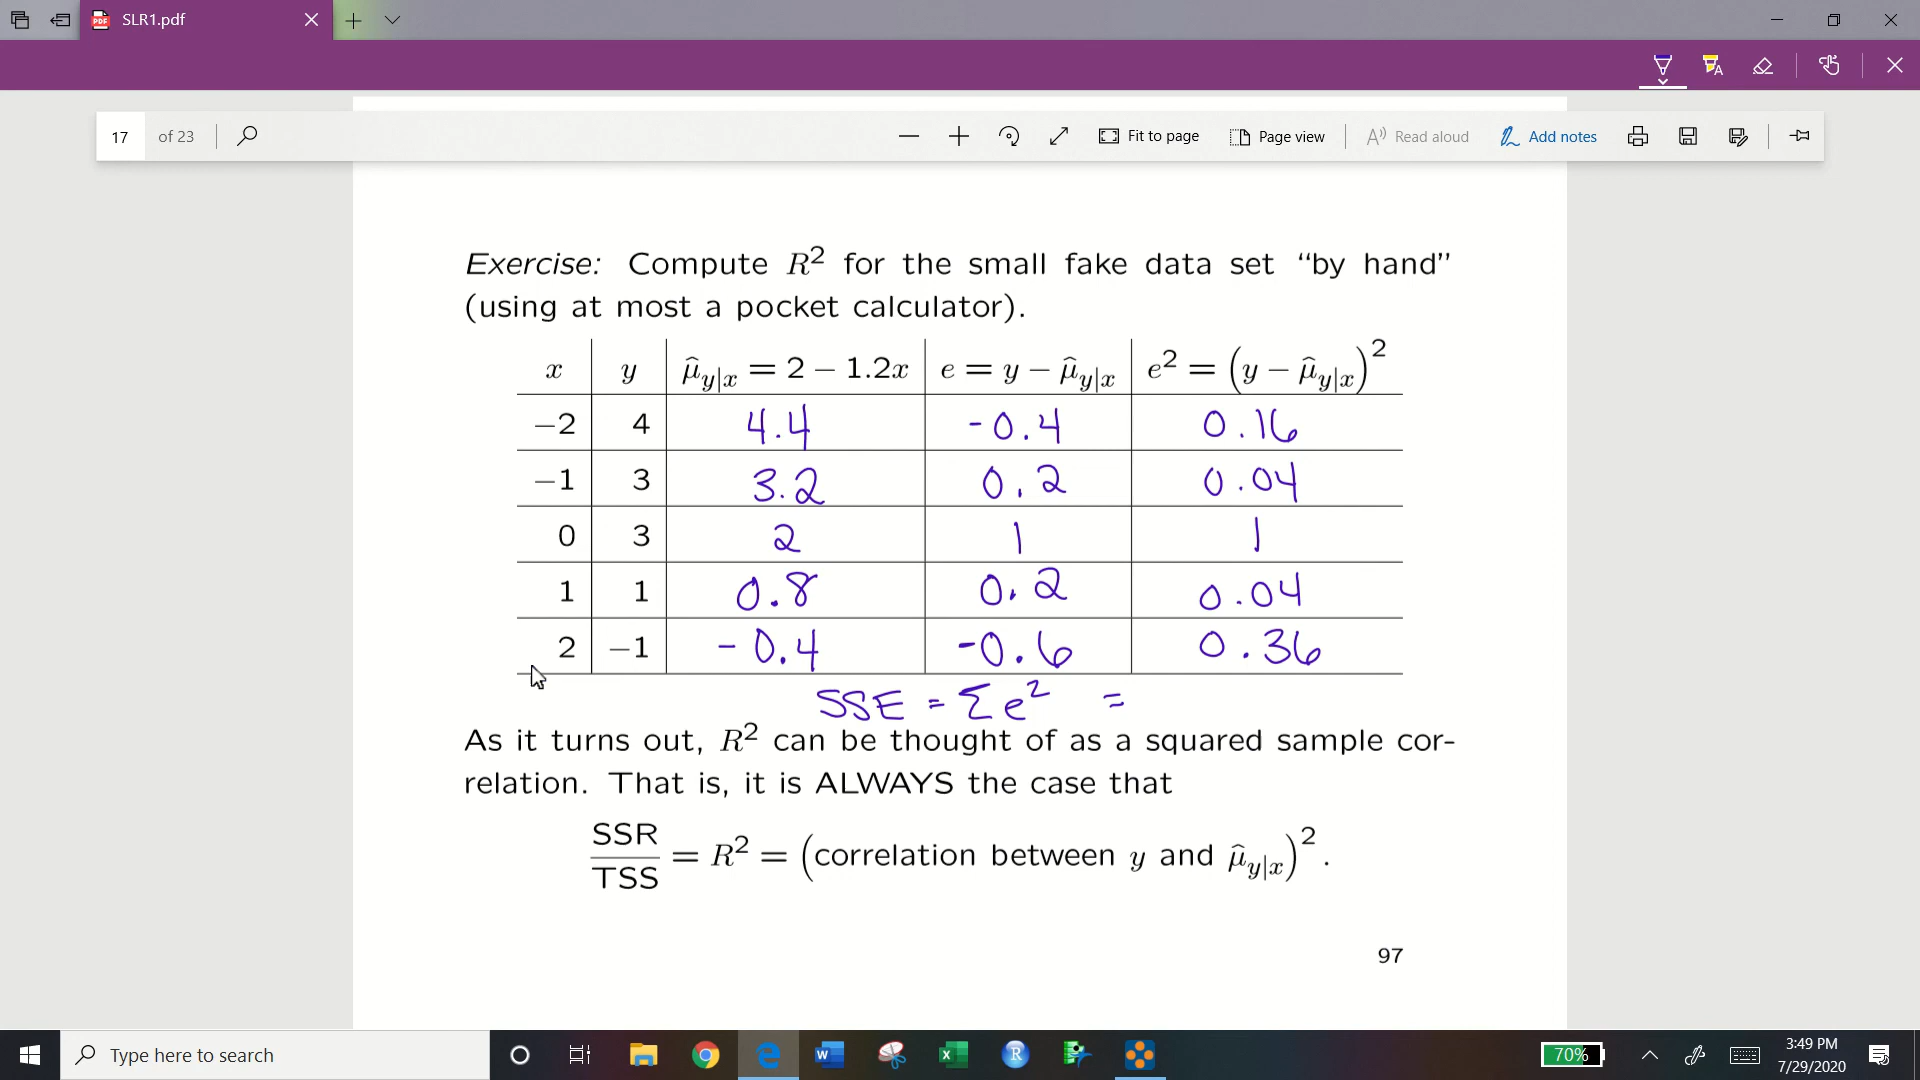 SLR1.pdf
17 of 23 Fit to page Page view Read aloud Add notes
Exercise: Compute R² for the small fake data set “by hand”
(using at most a pocket calculator).
x y μ̂_{y|x} = 2 − 1.2x e = y − μ̂_{y|x} e² = (y − μ̂_{y|x})²
−2 4 4.4 -0.4 0.16
−1 3 3.2 0.2 0.04
0 3 2 1 1
1 1 0.8 0.2 0.04
2 −1 -0.4 -0.6 0.36
SSE = Σe² =
As it turns out, R² can be thought of as a squared sample cor-
relation. That is, it is ALWAYS the case that
SSR/TSS = R² = (correlation between y and μ̂_{y|x})².
97
Type here to search 70% 3:49 PM
7/29/2020